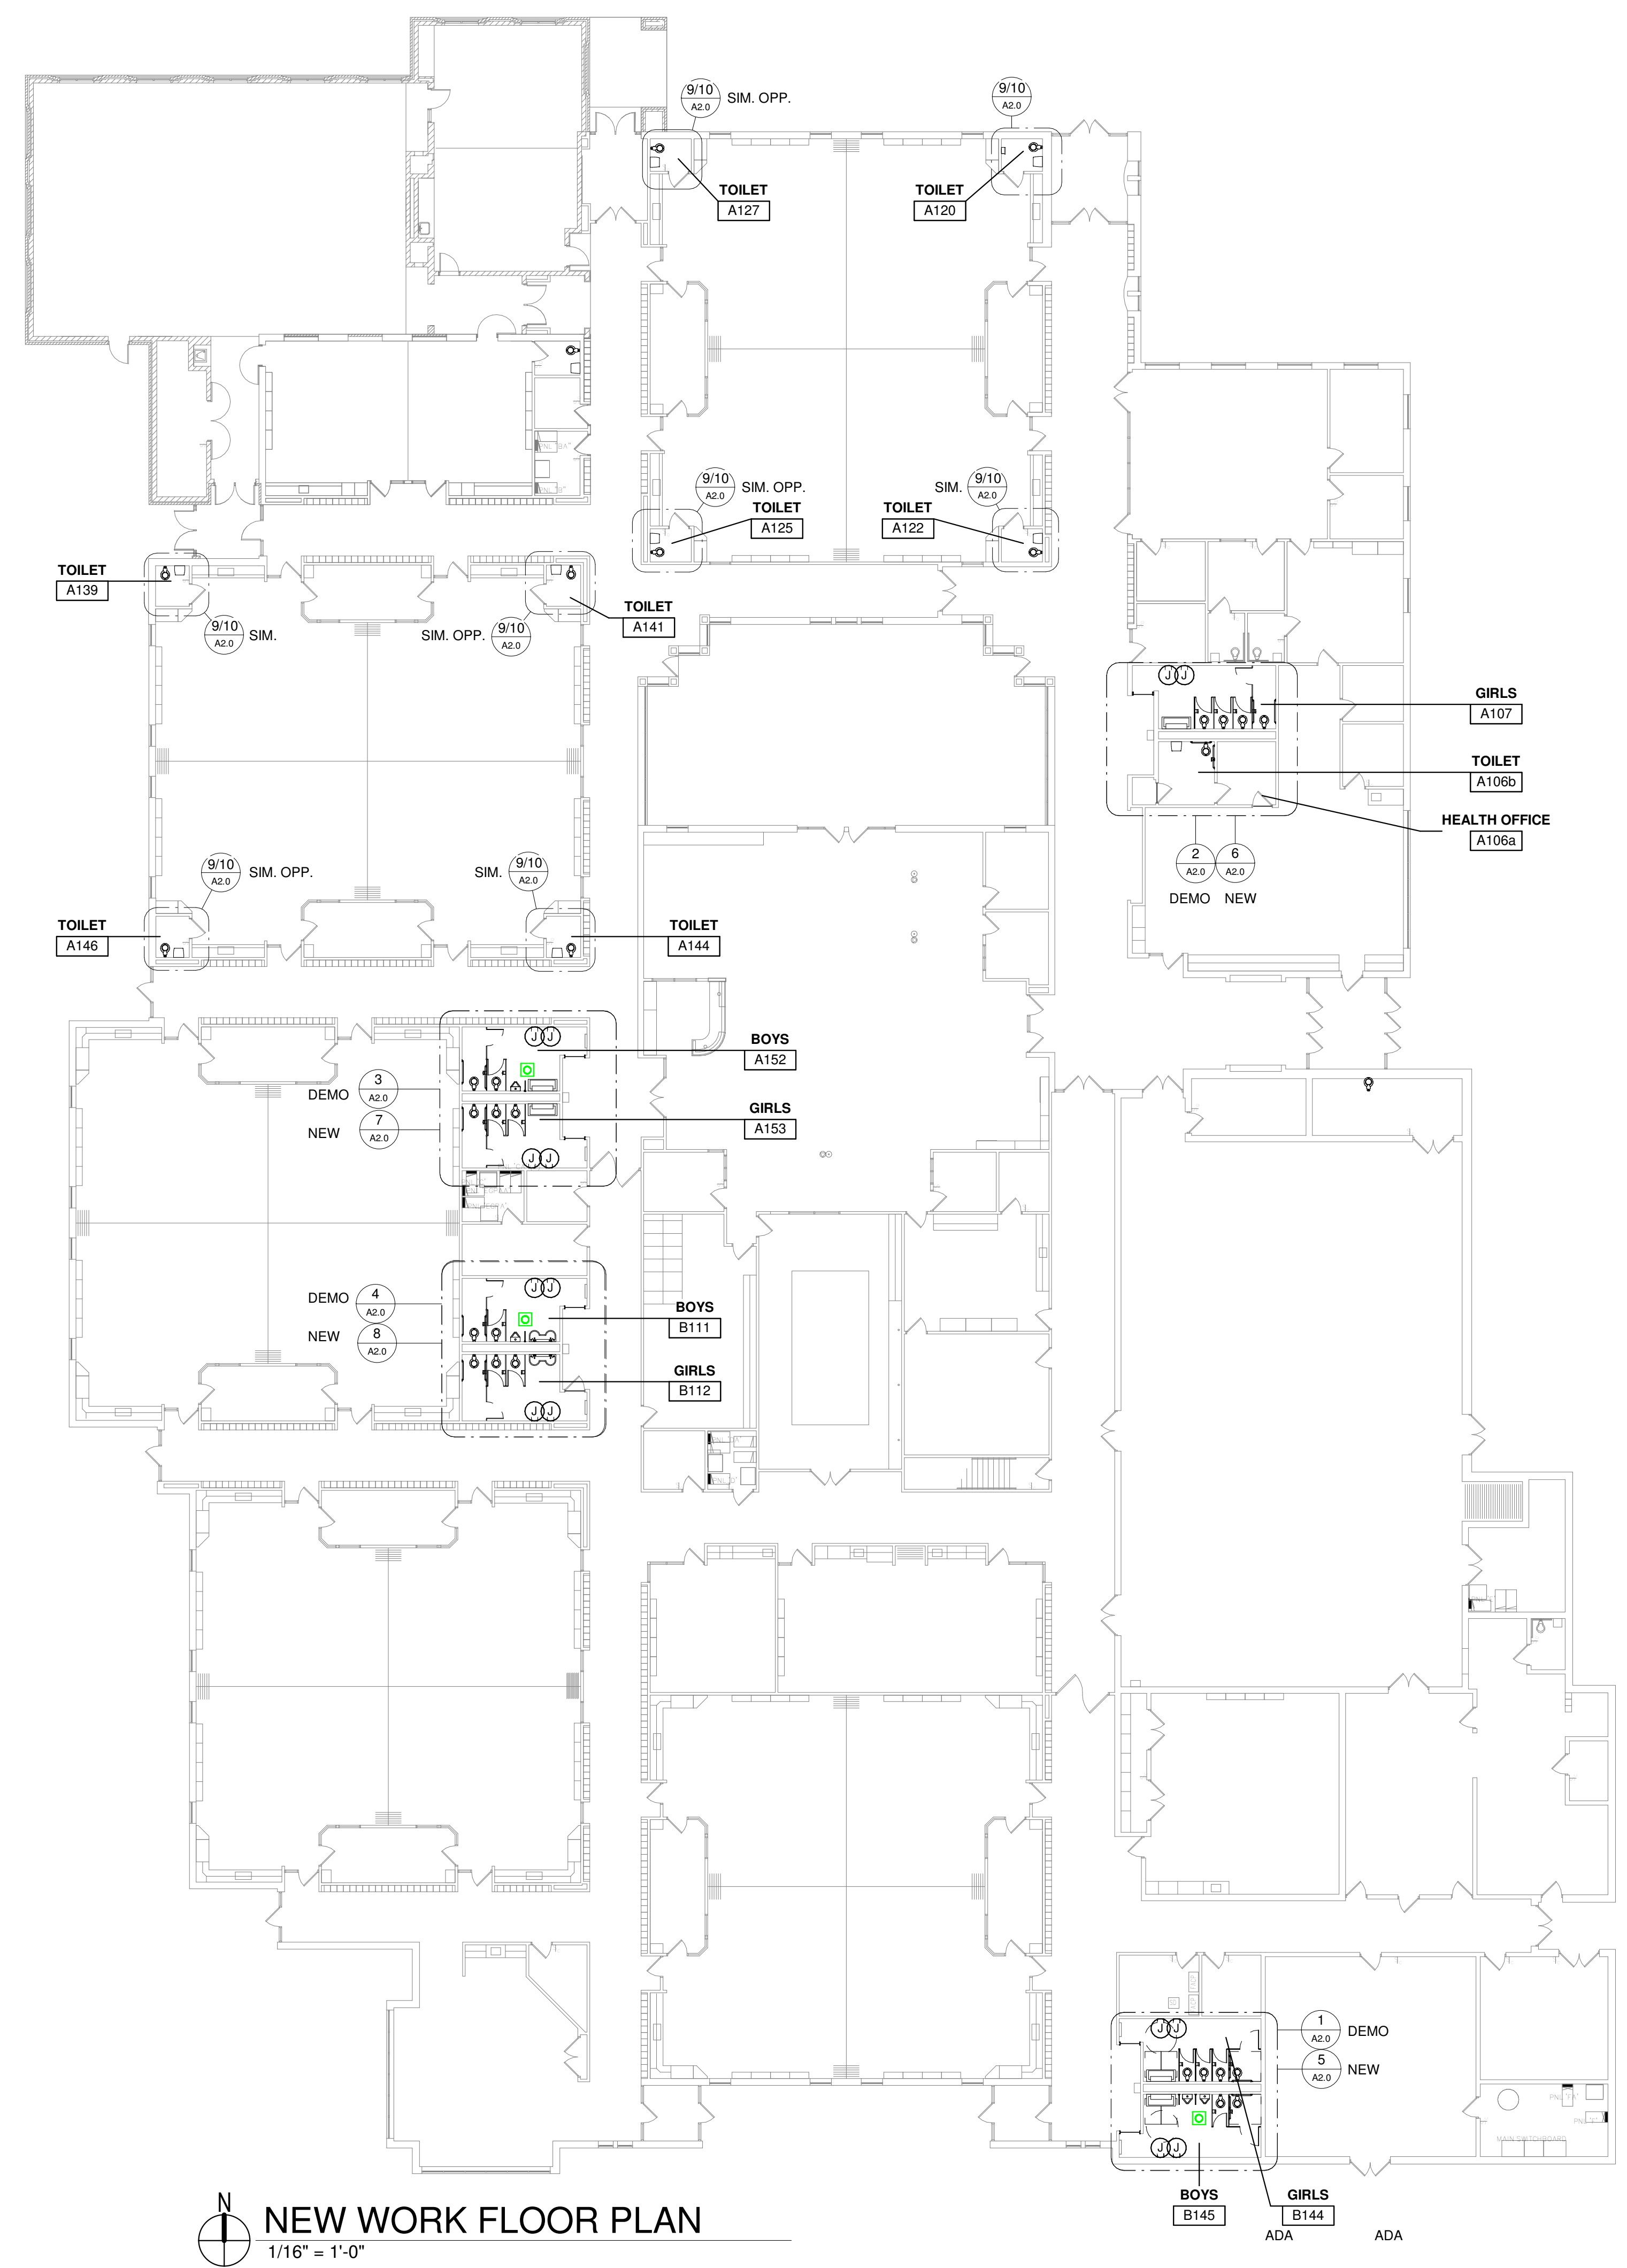 9/10
A2.0
SIM. OPP.
9/10
A2.0
TOILET
A127
TOILET
A120
PNL "BA"
9/10
A2.0
SIM. OPP.
SIM.
9/10
A2.0
TOILET
A125
TOILET
A122
TOILET
A139
9/10
A2.0
SIM.
SIM. OPP.
9/10
A2.0
TOILET
A141
J J
GIRLS
A107
TOILET
A106b
HEALTH OFFICE
A106a
2
A2.0
6
A2.0
DEMO
NEW
9/10
A2.0
SIM. OPP.
SIM.
9/10
A2.0
TOILET
A146
TOILET
A144
J J
BOYS
A152
DEMO
3
A2.0
GIRLS
A153
NEW
7
A2.0
J J
J J
DEMO
4
A2.0
BOYS
B111
NEW
8
A2.0
GIRLS
B112
J J
J J
1
A2.0
DEMO
5
A2.0
NEW
MAIN SWITCHBOARD
J J
BOYS
B145
GIRLS
B144
ADA
ADA
N
NEW WORK FLOOR PLAN
1/16" = 1'-0"